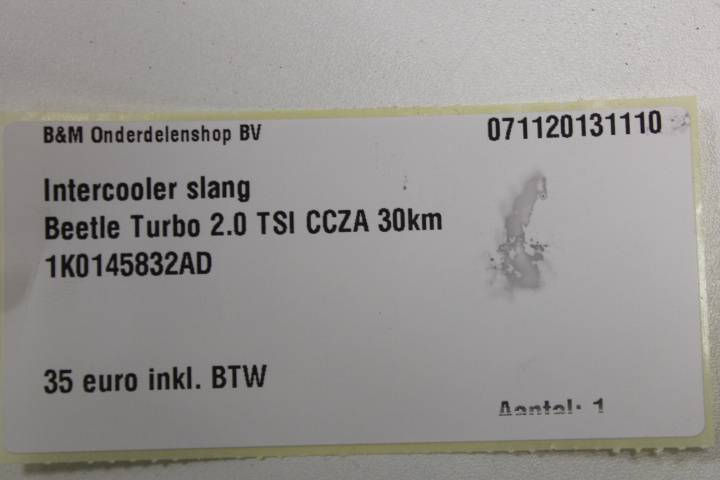 B&M Onderdelenshop BV 071120131110
Intercooler slang
Beetle Turbo 2.0 TSI CCZA 30km
1K0145832AD
35 euro inkl. BTW
Aantal: 1